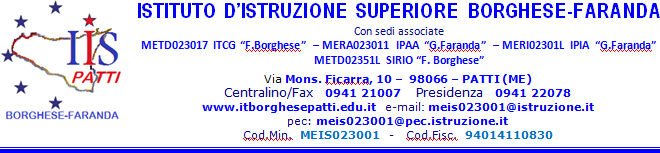 ISTITUTO D'ISTRUZIONE SUPERIORE BORGHESE-FARANDA
Con sedi associate
METD023017 ITCG “F.Borghese” – MERA023011 IPAA “G.Faranda” – MERI02301L IPIA “G.Faranda”
METD02351L SIRIO “F. Borghese”
Via Mons. Ficarra, 10 – 98066 – PATTI (ME)
Centralino/Fax 0941 21007 Presidenza 0941 22078
www.itborghesepatti.edu.it e-mail: meis023001@istruzione.it
pec: meis023001@pec.istruzione.it
Cod.Min. MEIS023001 - Cod.Fisc. 94014110830
IIS
PATTI
BORGHESE-FARANDA